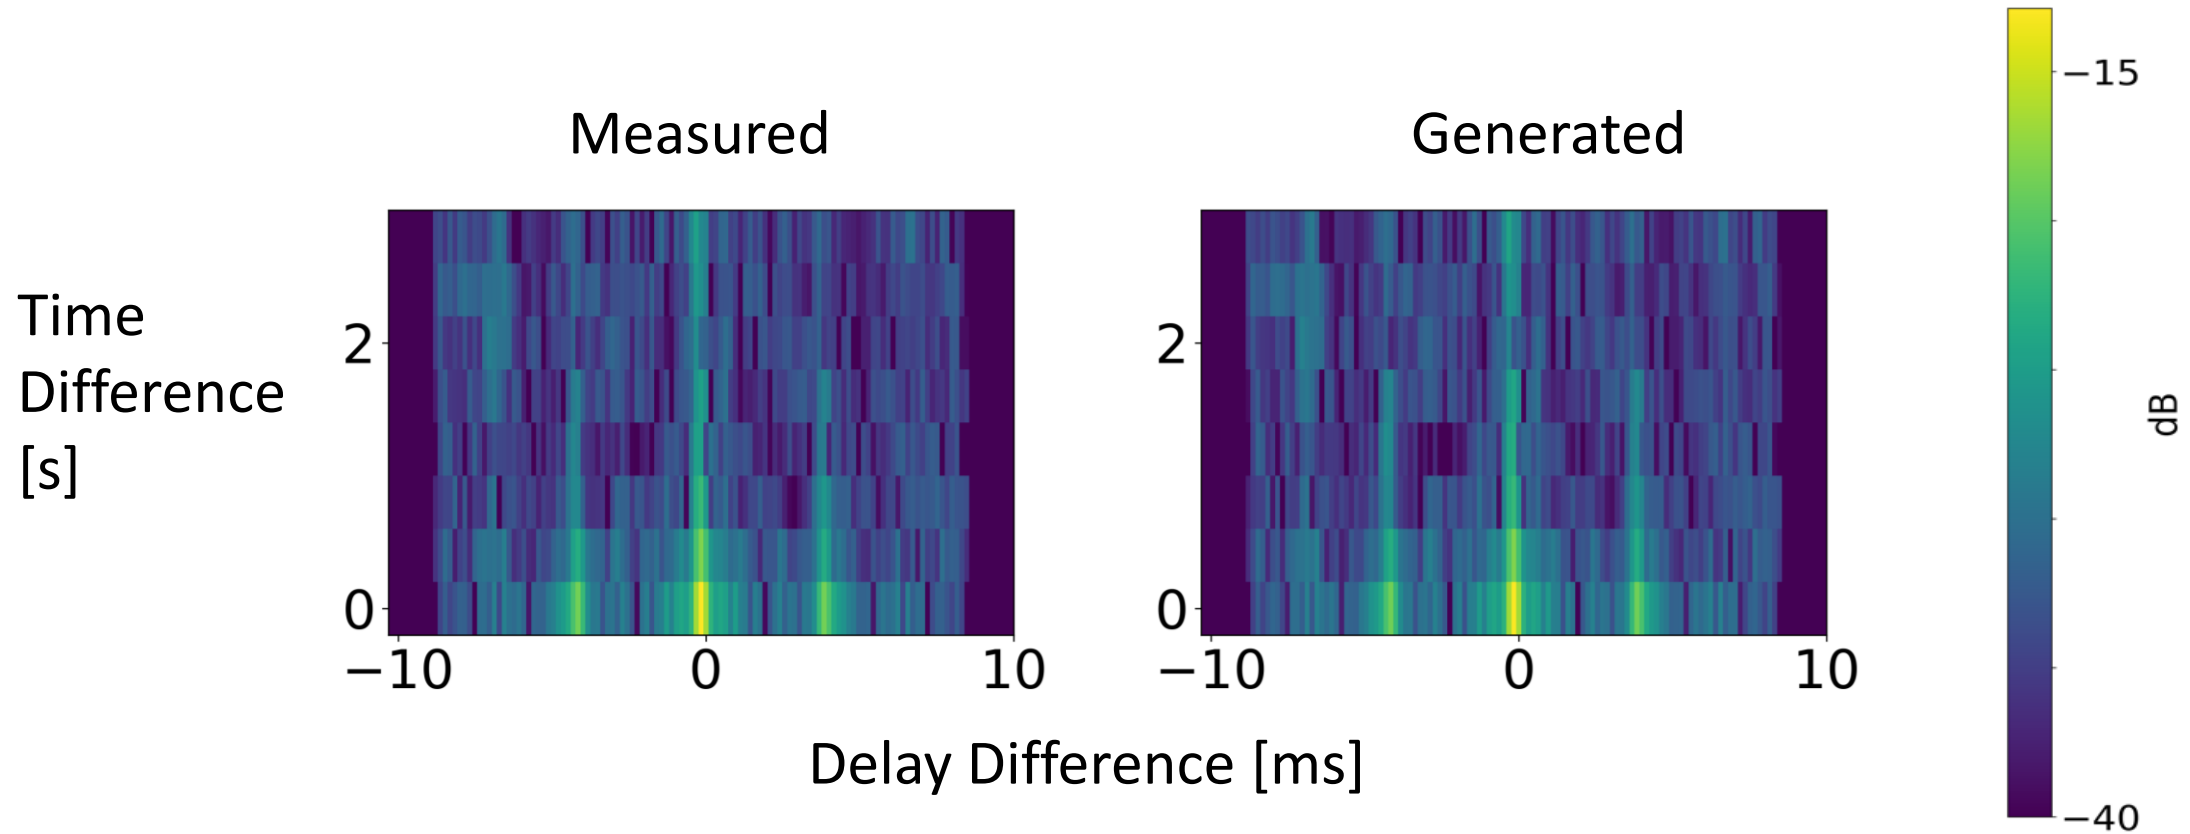 Measured
Generated
Time
Difference
[s]
2
0
−10
0
10
2
0
−10
0
10
Delay Difference [ms]
−15
dB
−40